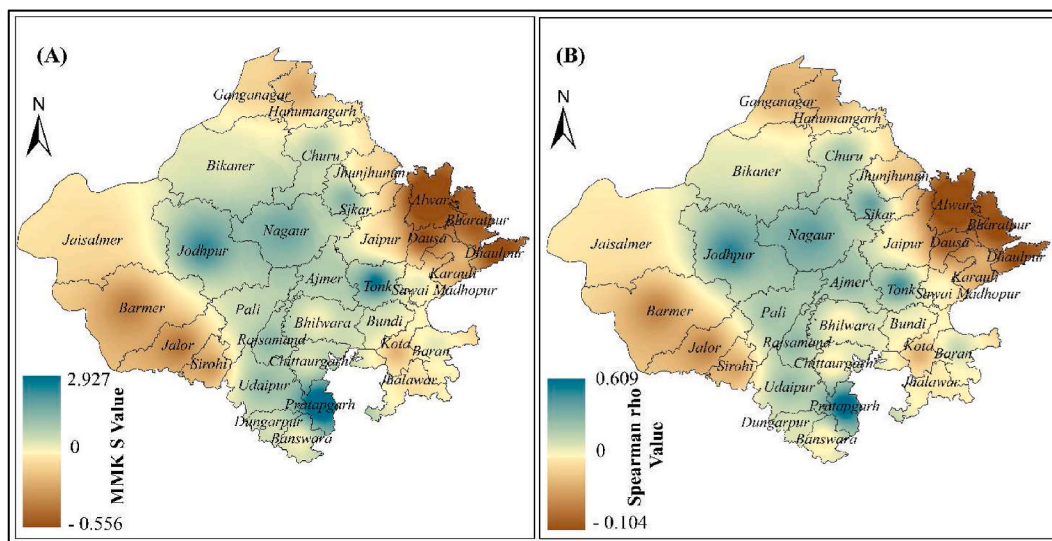 (A)
N
Ganganagar
Hanumangarh
Bikaner
Churu
Jhunjhunun
Sikar
Alwar
Bharatpur
Jaisalmer
Jodhpur
Nagaur
Jaipur
Dausa
Dhaulpur
Karauli
Ajmer
Tonk
Sawai Madhopur
Barmer
Pali
Bhilwara
Bundi
Jalor
Rajsamand
Kota
Baran
Sirohi
Chittaurgarh
Jhalawar
Udaipur
Pratapgarh
Dungarpur
Banswara
2.927
0
- 0.556
MMK S Value
(B)
N
Ganganagar
Hanumangarh
Bikaner
Churu
Jhunjhunun
Sikar
Alwar
Bharatpur
Jaisalmer
Jodhpur
Nagaur
Jaipur
Dausa
Dhaulpur
Karauli
Ajmer
Tonk
Sawai Madhopur
Barmer
Pali
Bhilwara
Bundi
Jalor
Rajsamand
Kota
Baran
Sirohi
Chittaurgarh
Jhalawar
Udaipur
Pratapgarh
Dungarpur
Banswara
0.609
0
- 0.104
Spearman rho
Value